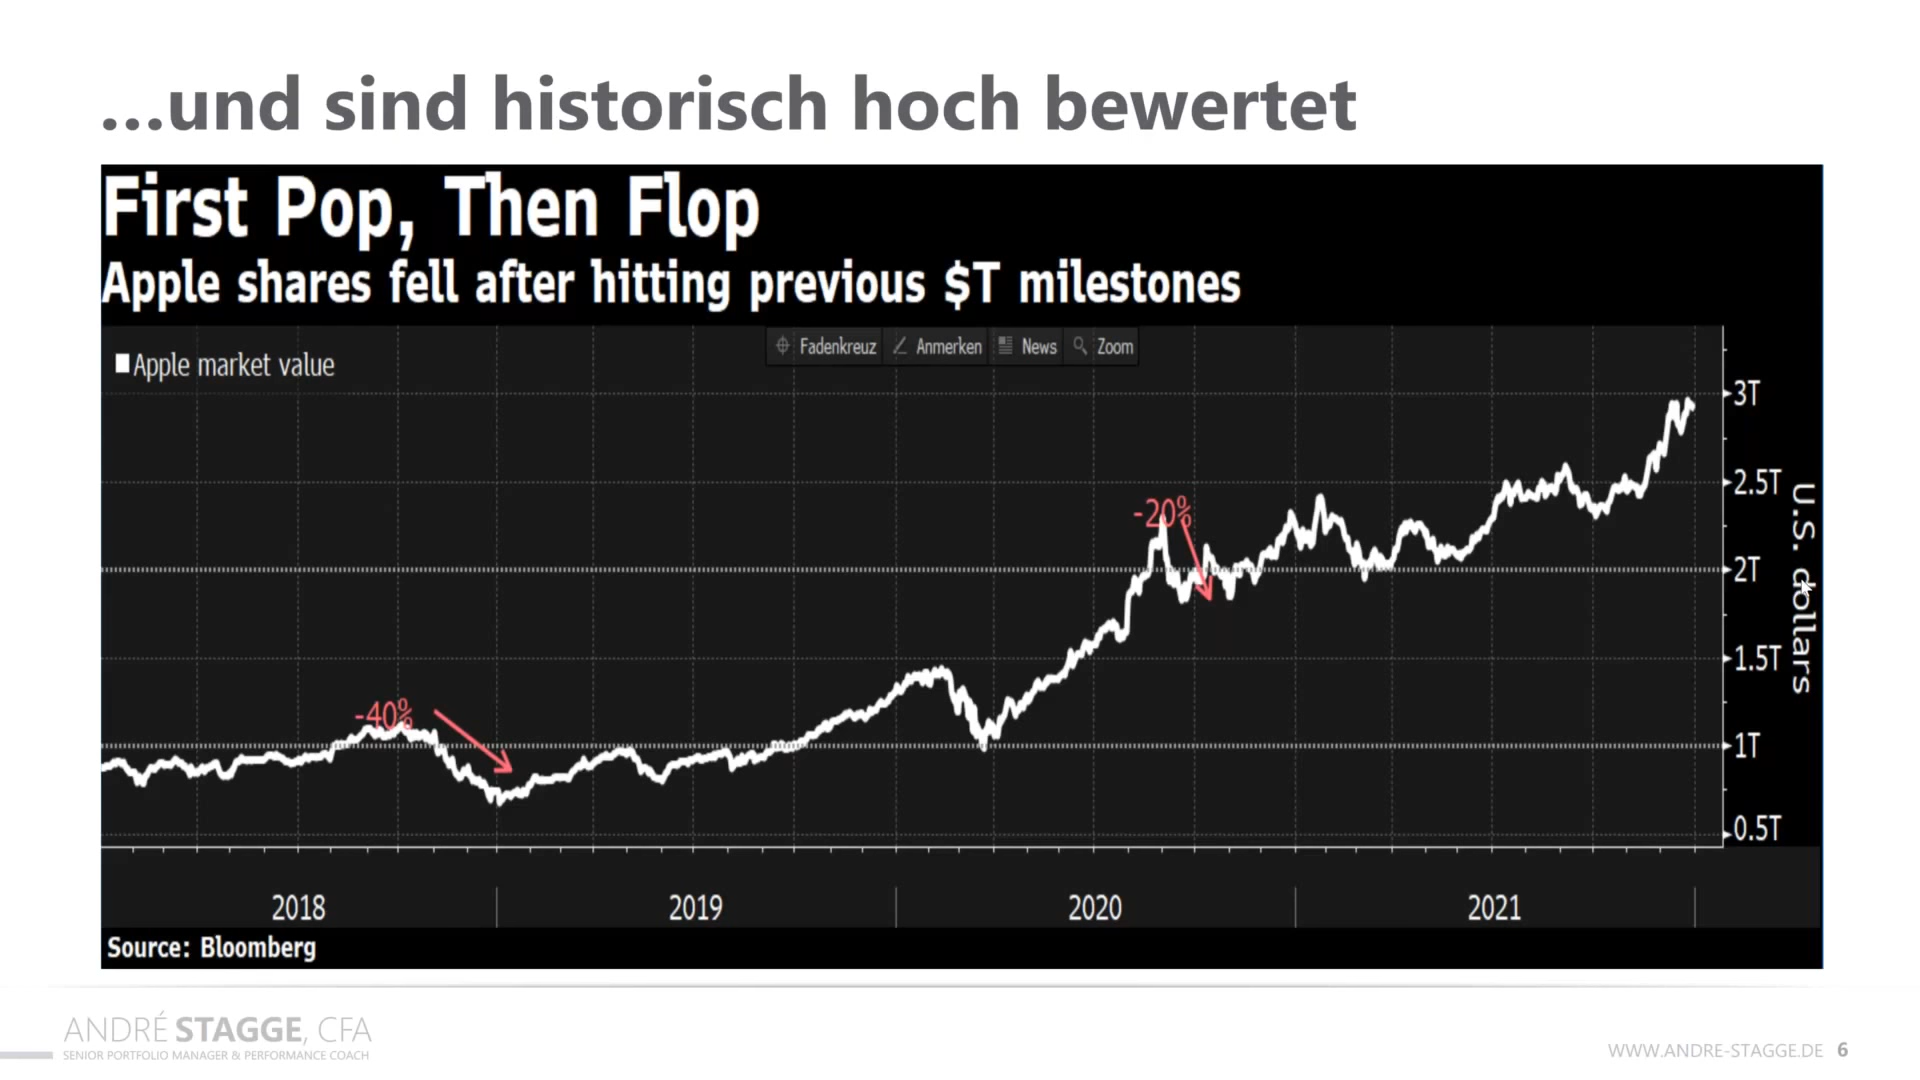 ...und sind historisch hoch bewertet
First Pop, Then Flop
Apple shares fell after hitting previous $T milestones
Fadenkreuz Anmerken News Zoom
Apple market value
3T
2.5T
2T
1.5T
1T
0.5T
U.S. dollars
-20%
-40%
2018 2019 2020 2021
Source: Bloomberg
ANDRÉ STAGGE, CFA
SENIOR PORTFOLIO MANAGER & PERFORMANCE COACH
WWW.ANDRE-STAGGE.DE 6